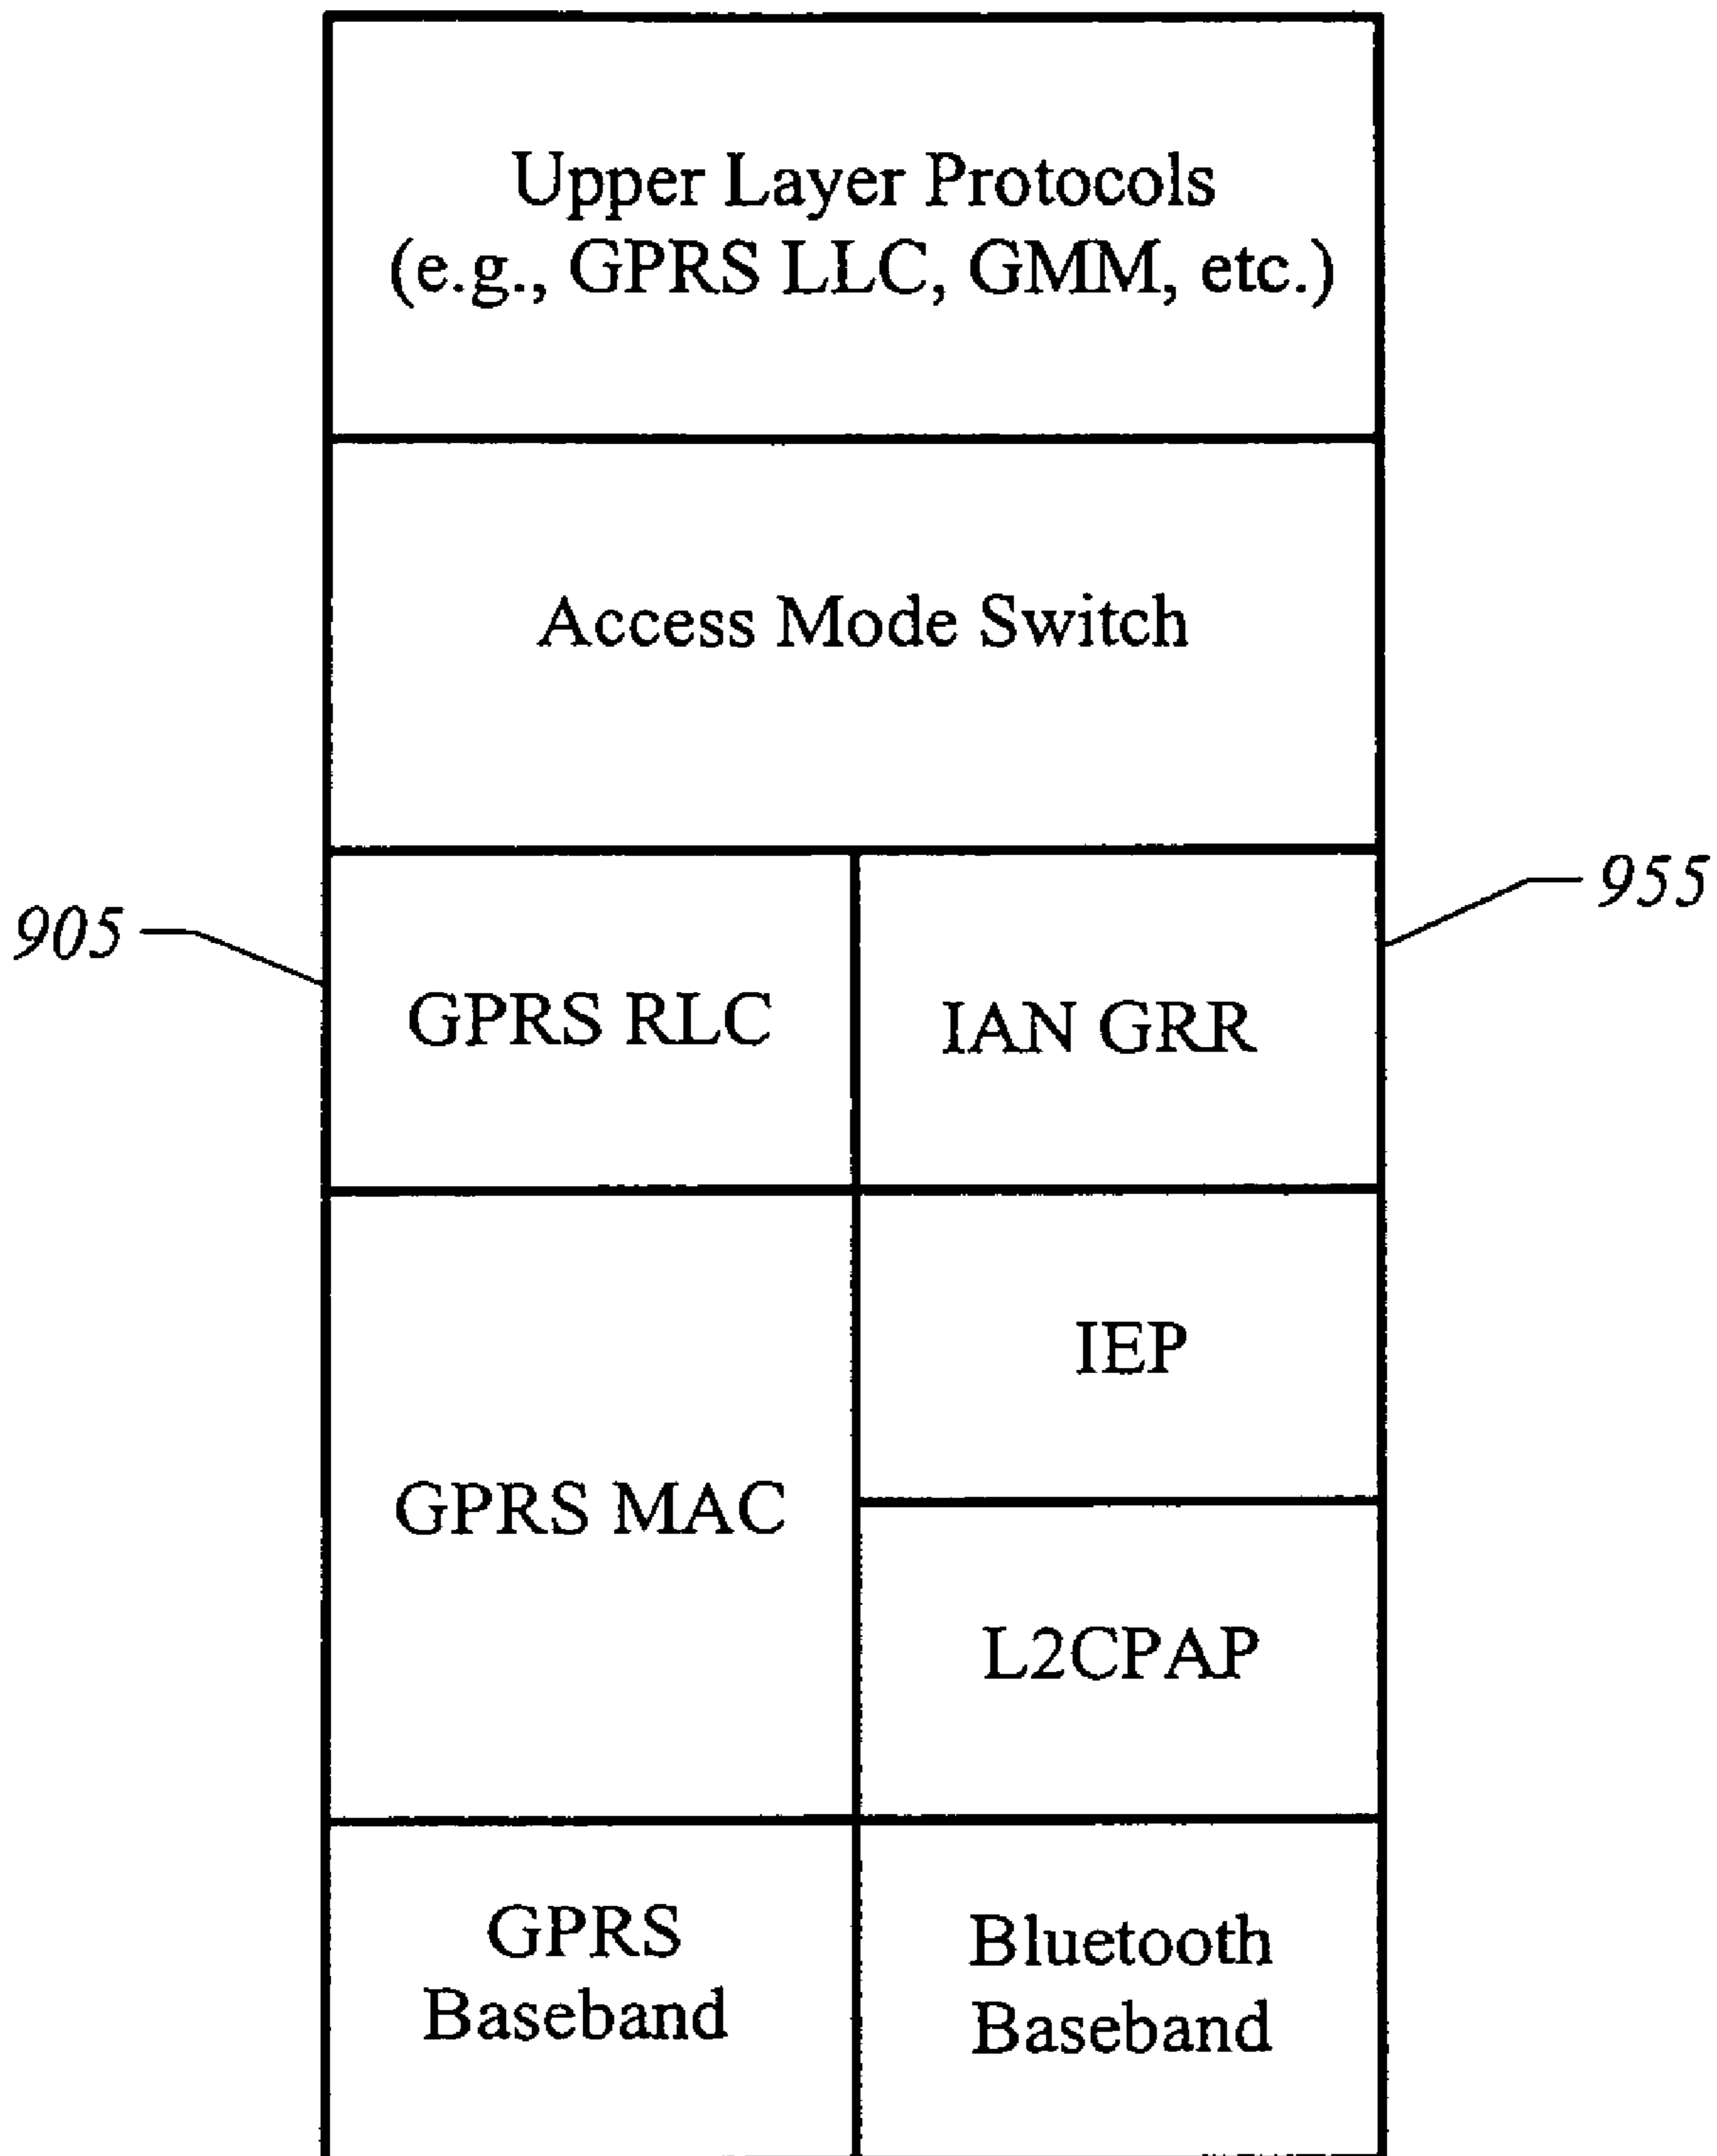 Upper Layer Protocols
(e.g., GPRS LLC, GMM, etc.)
Access Mode Switch
905
955
GPRS RLC
IAN GRR
IEP
GPRS MAC
L2CPAP
GPRS
Baseband
Bluetooth
Baseband